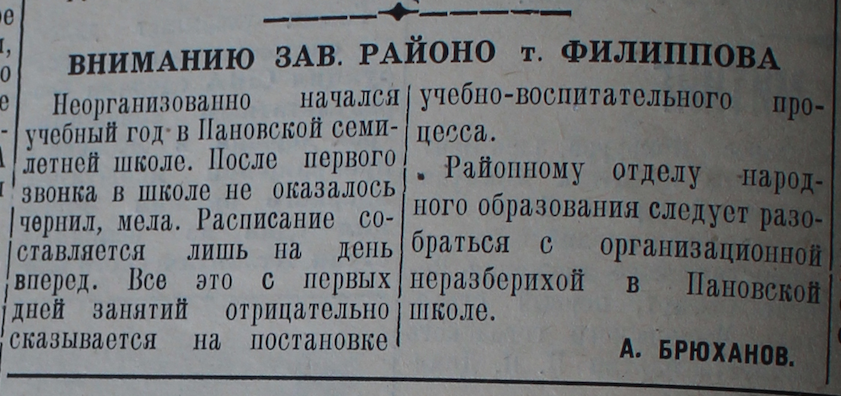 ВНИМАНИЮ ЗАВ. РАЙОНО т. ФИЛИППОВА
Неорганизованно начался
учебный год в Пановской семи-
летней школе. После первого
звонка в школе не оказалось
чернил, мела. Расписание со-
ставляется лишь на день
вперед. Все это с первых
дней занятий отрицательно
сказывается на постановке
учебно-воспитательного про-
цесса.
Районному отделу народ-
ного образования следует разо-
браться с организационной
неразберихой в Пановской
школе.
А. БРЮХАНОВ.